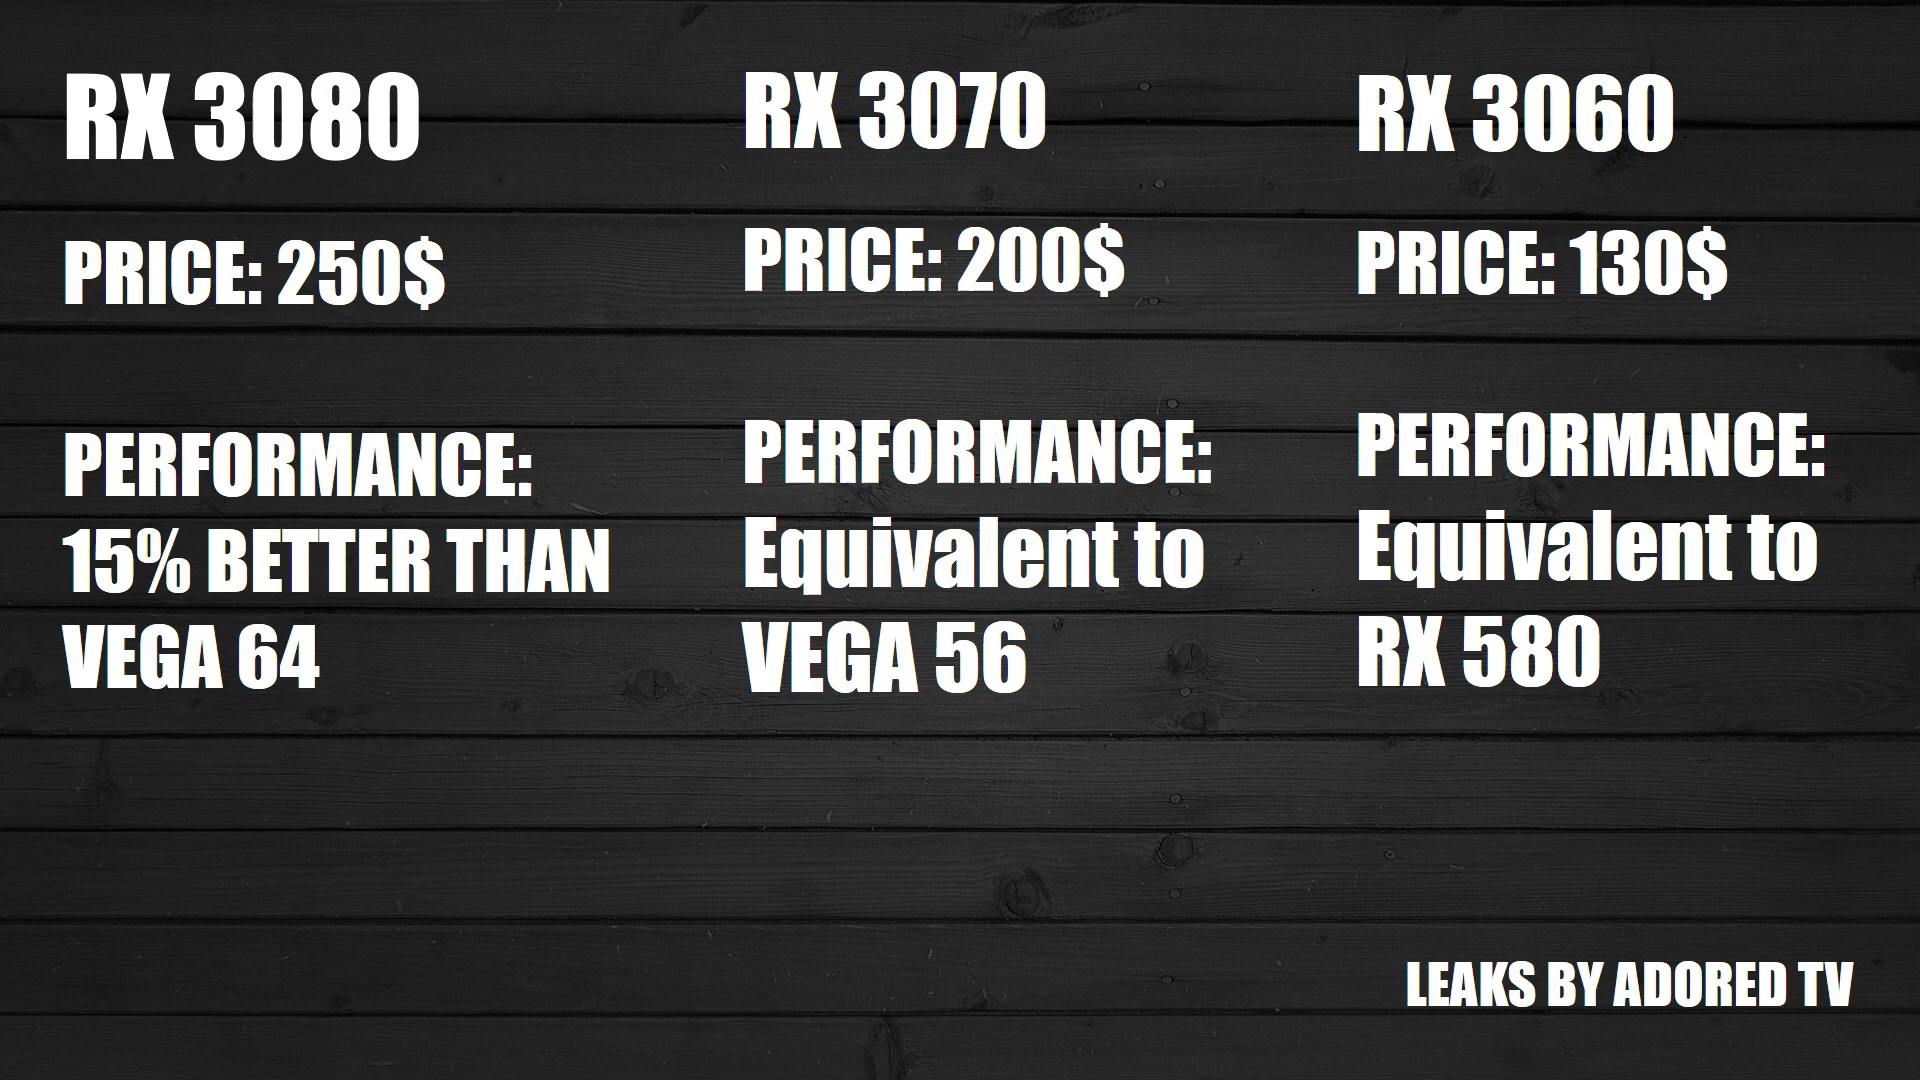 RX 3080
PRICE: 250$
PERFORMANCE:
15% BETTER THAN
VEGA 64
RX 3070
PRICE: 200$
PERFORMANCE:
Equivalent to
VEGA 56
RX 3060
PRICE: 130$
PERFORMANCE:
Equivalent to
RX 580
LEAKS BY ADORED TV